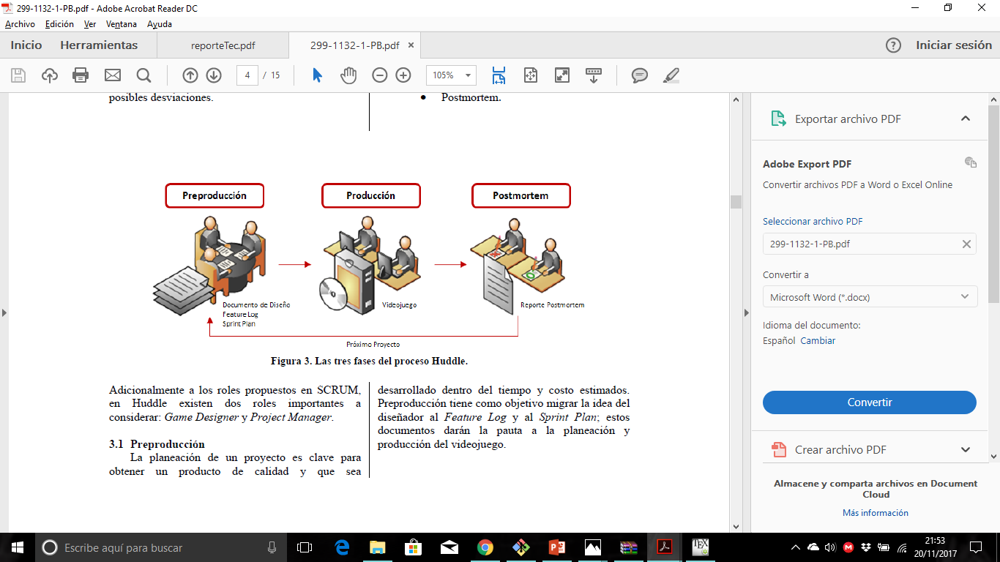 299-1132-1-PB.pdf - Adobe Acrobat Reader DC
Archivo Edición Ver Ventana Ayuda
Inicio Herramientas reporteTec.pdf 299-1132-1-PB.pdf × Iniciar sesión
4 / 15 105%
posibles desviaciones.
• Postmortem.
Preproducción Producción Postmortem
Documento de Diseño
Feature Log
Sprint Plan
Videojuego
Reporte Postmortem
Próximo Proyecto
Figura 3. Las tres fases del proceso Huddle.
Adicionalmente a los roles propuestos en SCRUM,
en Huddle existen dos roles importantes a
considerar: Game Designer y Project Manager.
3.1 Preproducción
La planeación de un proyecto es clave para
obtener un producto de calidad y que sea
desarrollado dentro del tiempo y costo estimados.
Preproducción tiene como objetivo migrar la idea del
diseñador al Feature Log y al Sprint Plan; estos
documentos darán la pauta a la planeación y
producción del videojuego.
Exportar archivo PDF
Adobe Export PDF
Convertir archivos PDF a Word o Excel Online
Seleccionar archivo PDF
299-1132-1-PB.pdf
Convertir a
Microsoft Word (*.docx)
Idioma del documento:
Español Cambiar
Convertir
Crear archivo PDF
Almacene y comparta archivos en Document
Cloud
Más información
Escribe aquí para buscar
21:53
20/11/2017